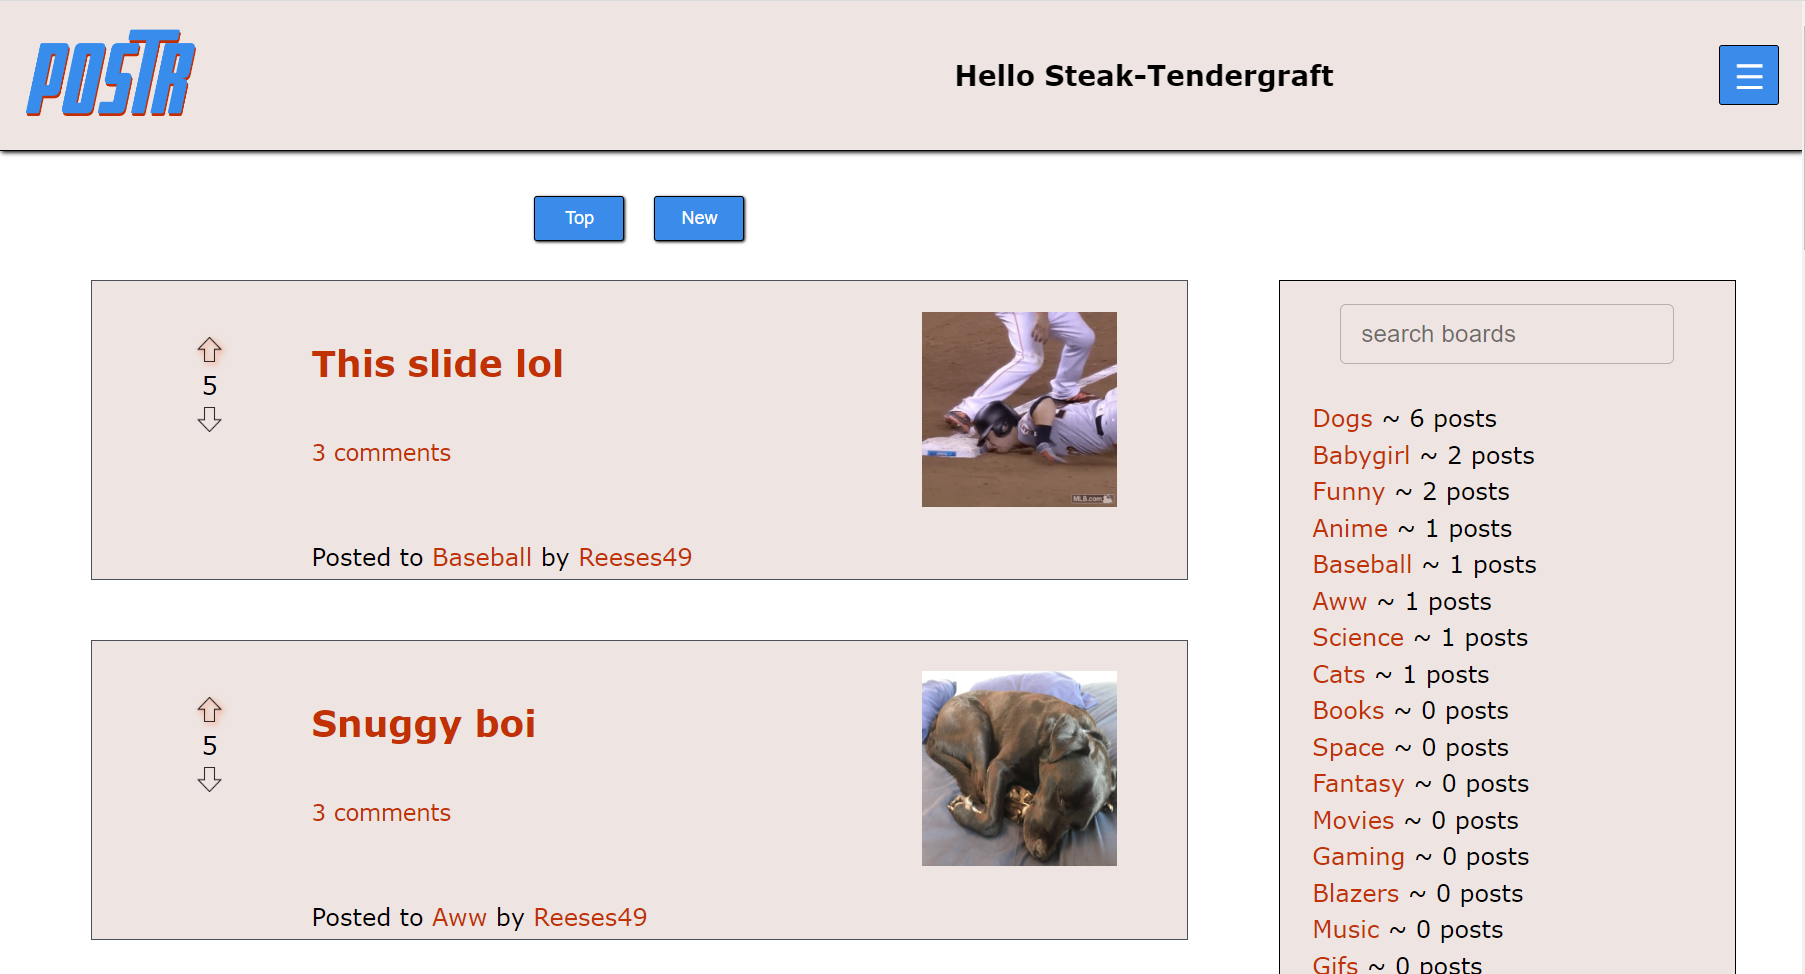 POSTR
Hello Steak-Tendergraft
Top
New
This slide lol
5
3 comments
MLB.com
Posted to Baseball by Reeses49
Snuggy boi
5
3 comments
Posted to Aww by Reeses49
search boards
Dogs ~ 6 posts
Babygirl ~ 2 posts
Funny ~ 2 posts
Anime ~ 1 posts
Baseball ~ 1 posts
Aww ~ 1 posts
Science ~ 1 posts
Cats ~ 1 posts
Books ~ 0 posts
Space ~ 0 posts
Fantasy ~ 0 posts
Movies ~ 0 posts
Gaming ~ 0 posts
Blazers ~ 0 posts
Music ~ 0 posts
Gifs ~ 0 posts